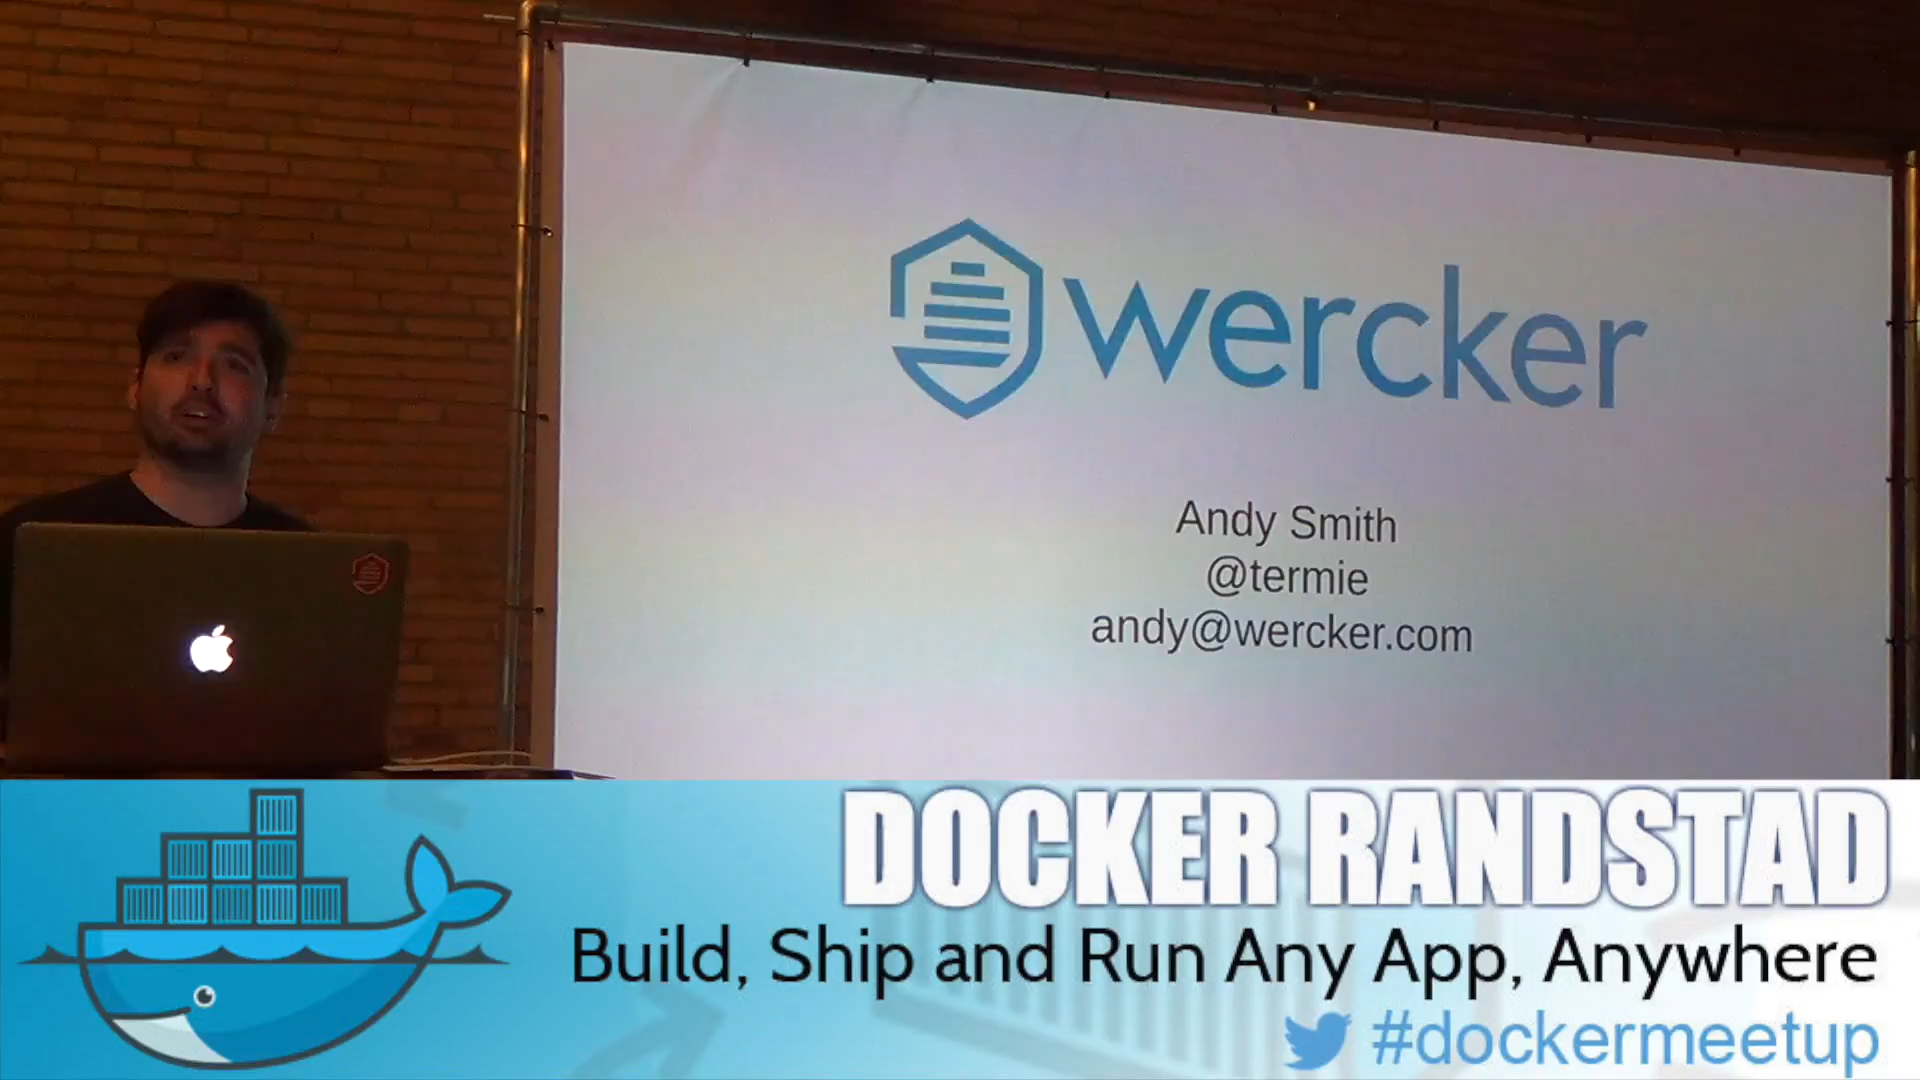 wercker
Andy Smith
@termie
andy@wercker.com
DOCKER RANDSTAD
Build, Ship and Run Any App, Anywhere
#dockermeetup